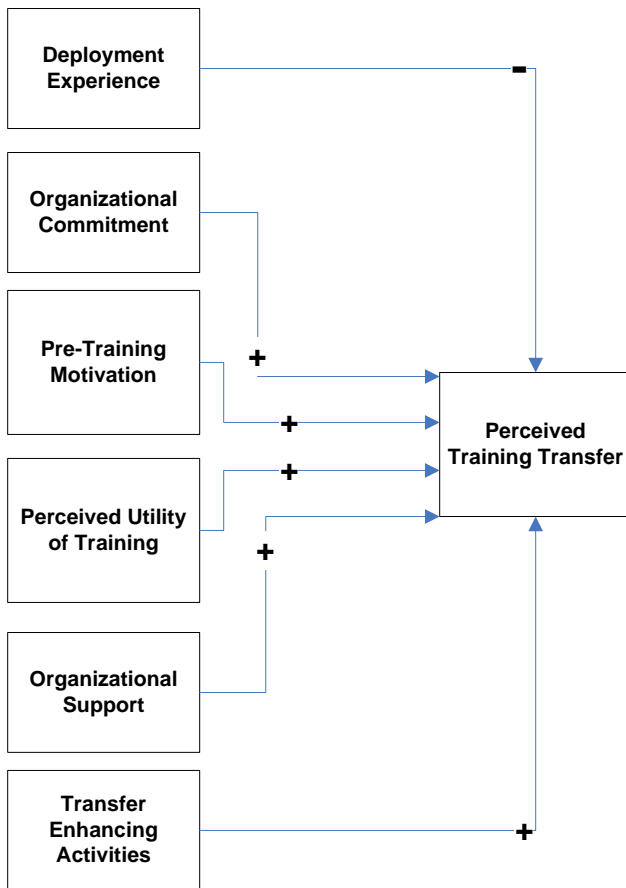 Deployment
Experience
-
Organizational
Commitment
+
Pre-Training
Motivation
+
Perceived
Training Transfer
Perceived Utility
of Training
+
Organizational
Support
+
Transfer
Enhancing
Activities
+